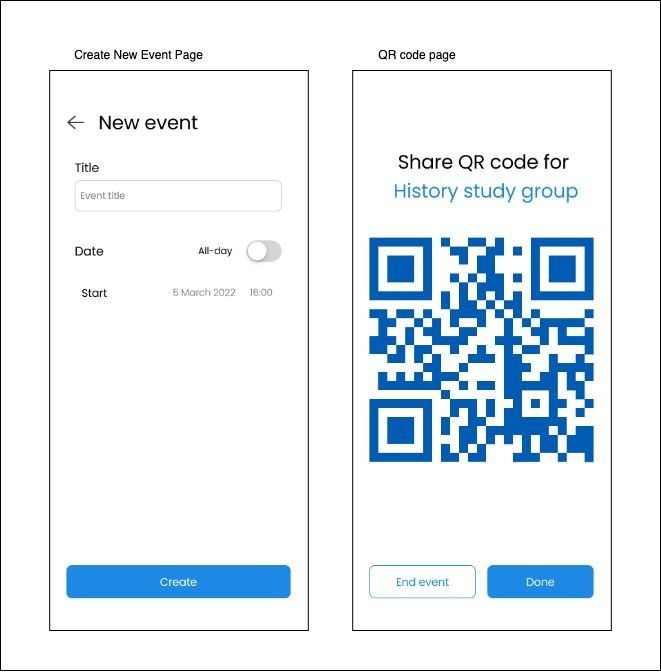 Create New Event Page
New event
Title
Event title
Date All-day
Start 5 March 2022 16:00
Create
QR code page
Share QR code for
History study group
End event Done